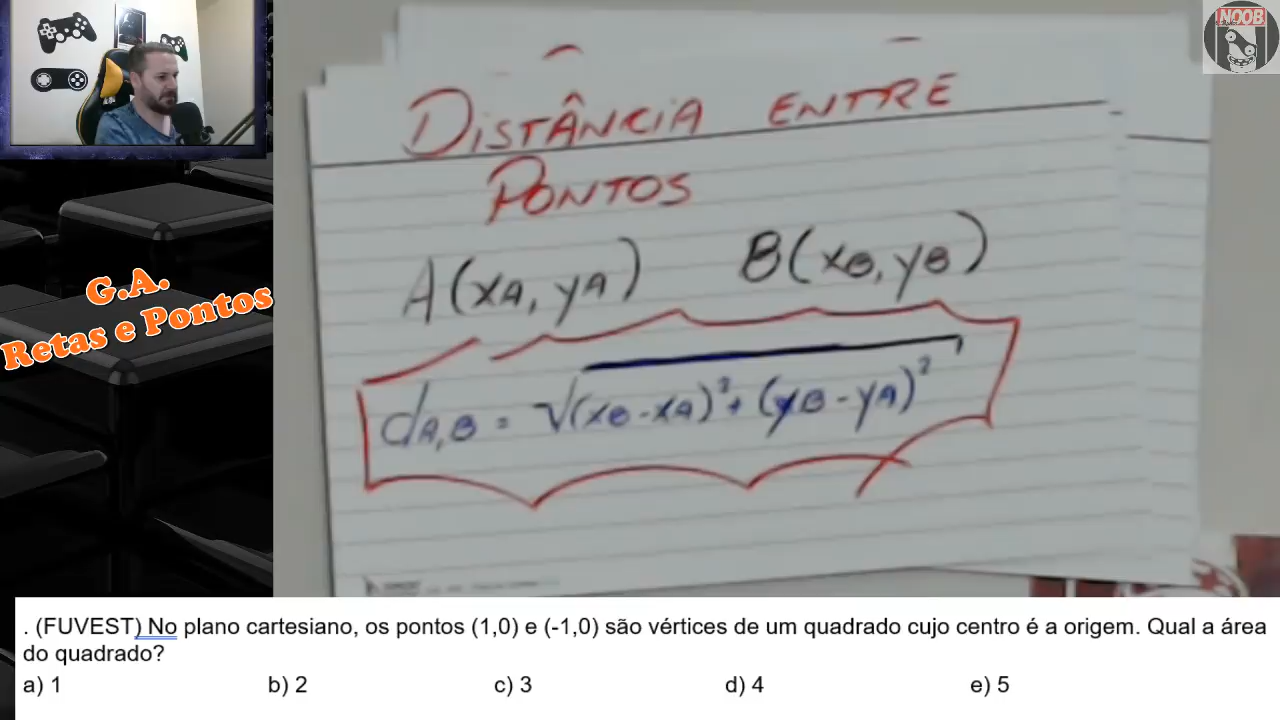 NOOB
DISTÂNCIA ENTRE
PONTOS
A(XA, YA) B(XB, YB)
dA,B = √(XB-XA)²+(YB-YA)²
G.A.
Retas e Pontos
. (FUVEST) No plano cartesiano, os pontos (1,0) e (-1,0) são vértices de um quadrado cujo centro é a origem. Qual a área
do quadrado?
a) 1 b) 2 c) 3 d) 4 e) 5